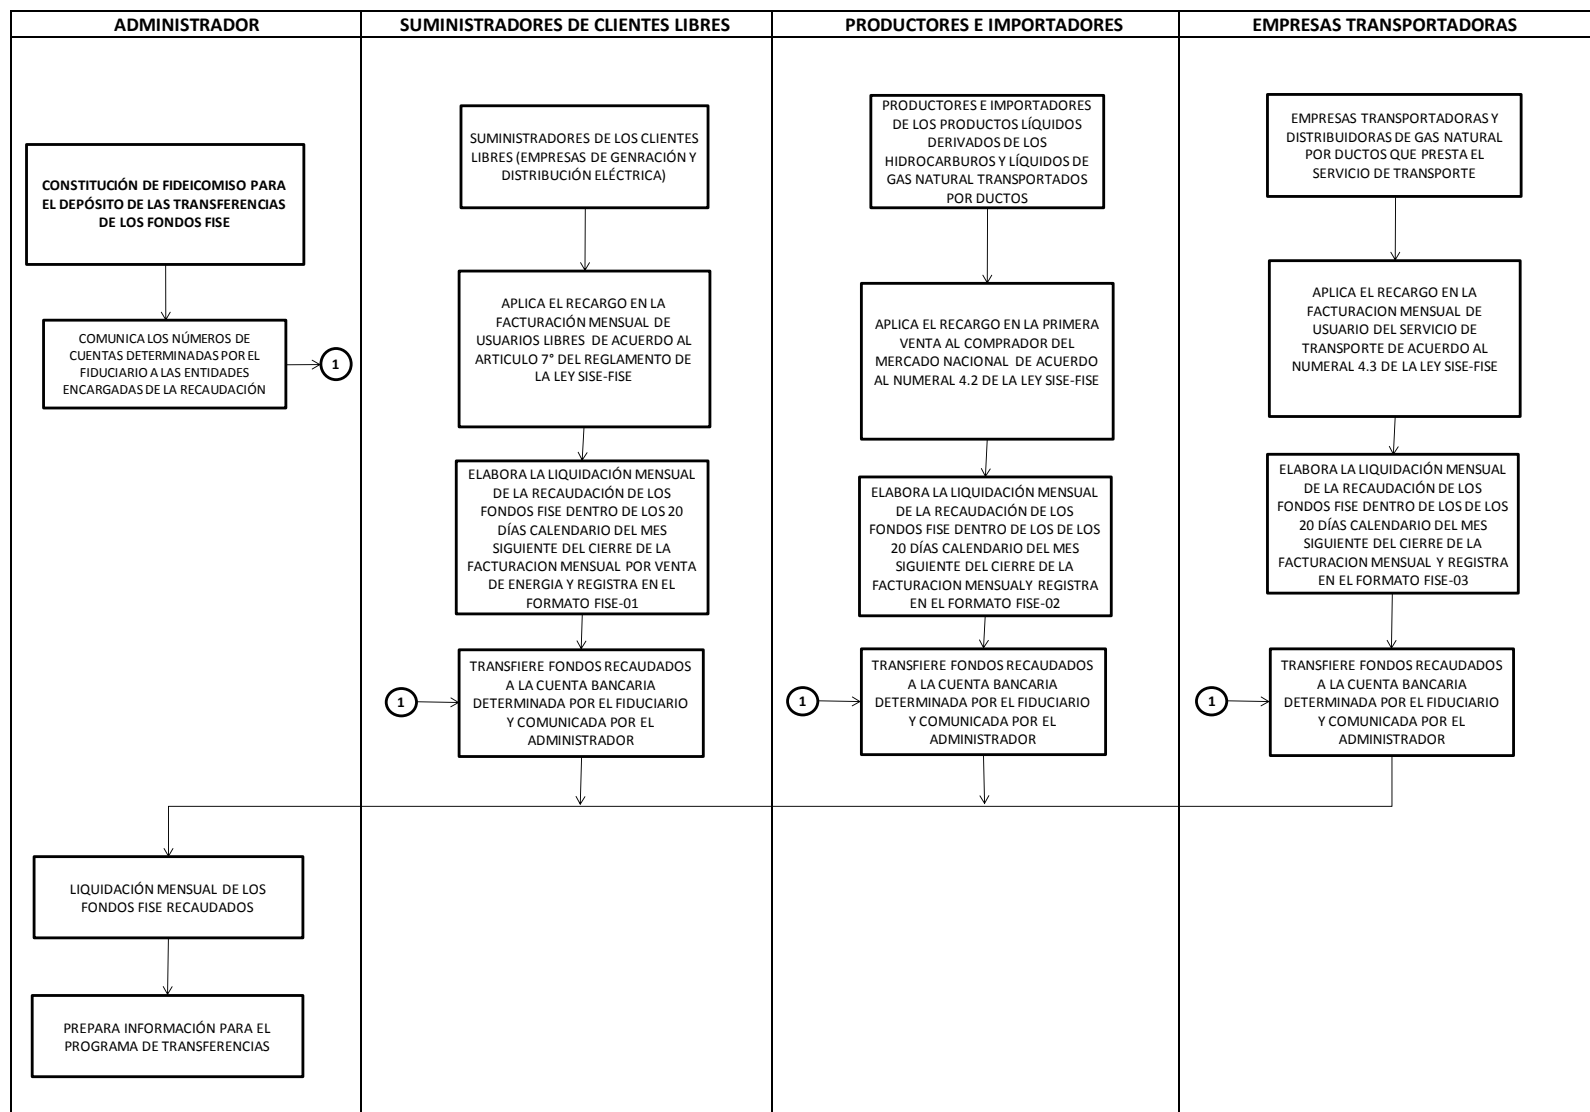 ADMINISTRADOR
SUMINISTRADORES DE CLIENTES LIBRES
PRODUCTORES E IMPORTADORES
EMPRESAS TRANSPORTADORAS
CONSTITUCIÓN DE FIDEICOMISO PARA
EL DEPÓSITO DE LAS TRANSFERENCIAS
DE LOS FONDOS FISE
COMUNICA LOS NÚMEROS DE
CUENTAS DETERMINADAS POR EL
FIDUCIARIO A LAS ENTIDADES
ENCARGADAS DE LA RECAUDACIÓN
1
SUMINISTRADORES DE LOS CLIENTES
LIBRES (EMPRESAS DE GENRACIÓN Y
DISTRIBUCIÓN ELÉCTRICA)
APLICA EL RECARGO EN LA
FACTURACIÓN MENSUAL DE
USUARIOS LIBRES DE ACUERDO AL
ARTICULO 7° DEL REGLAMENTO DE
LA LEY SISE-FISE
ELABORA LA LIQUIDACIÓN MENSUAL
DE LA RECAUDACIÓN DE LOS
FONDOS FISE DENTRO DE LOS 20
DÍAS CALENDARIO DEL MES
SIGUIENTE DEL CIERRE DE LA
FACTURACION MENSUAL POR VENTA
DE ENERGIA Y REGISTRA EN EL
FORMATO FISE-01
1
TRANSFIERE FONDOS RECAUDADOS
A LA CUENTA BANCARIA
DETERMINADA POR EL FIDUCIARIO
Y COMUNICADA POR EL
ADMINISTRADOR
PRODUCTORES E IMPORTADORES
DE LOS PRODUCTOS LÍQUIDOS
DERIVADOS DE LOS
HIDROCARBUROS Y LÍQUIDOS DE
GAS NATURAL TRANSPORTADOS
POR DUCTOS
APLICA EL RECARGO EN LA PRIMERA
VENTA AL COMPRADOR DEL
MERCADO NACIONAL DE ACUERDO
AL NUMERAL 4.2 DE LA LEY SISE-FISE
ELABORA LA LIQUIDACIÓN MENSUAL
DE LA RECAUDACIÓN DE LOS
FONDOS FISE DENTRO DE LOS DE LOS
20 DÍAS CALENDARIO DEL MES
SIGUIENTE DEL CIERRE DE LA
FACTURACION MENSUALY REGISTRA
EN EL FORMATO FISE-02
1
TRANSFIERE FONDOS RECAUDADOS
A LA CUENTA BANCARIA
DETERMINADA POR EL FIDUCIARIO
Y COMUNICADA POR EL
ADMINISTRADOR
EMPRESAS TRANSPORTADORAS Y
DISTRIBUIDORAS DE GAS NATURAL
POR DUCTOS QUE PRESTA EL
SERVICIO DE TRANSPORTE
APLICA EL RECARGO EN LA
FACTURACION MENSUAL DE
USUARIO DEL SERVICIO DE
TRANSPORTE DE ACUERDO AL
NUMERAL 4.3 DE LA LEY SISE-FISE
ELABORA LA LIQUIDACIÓN MENSUAL
DE LA RECAUDACIÓN DE LOS
FONDOS FISE DENTRO DE LOS DE LOS
20 DÍAS CALENDARIO DEL MES
SIGUIENTE DEL CIERRE DE LA
FACTURACION MENSUAL Y REGISTRA
EN EL FORMATO FISE-03
1
TRANSFIERE FONDOS RECAUDADOS
A LA CUENTA BANCARIA
DETERMINADA POR EL FIDUCIARIO
Y COMUNICADA POR EL
ADMINISTRADOR
LIQUIDACIÓN MENSUAL DE LOS
FONDOS FISE RECAUDADOS
PREPARA INFORMACIÓN PARA EL
PROGRAMA DE TRANSFERENCIAS